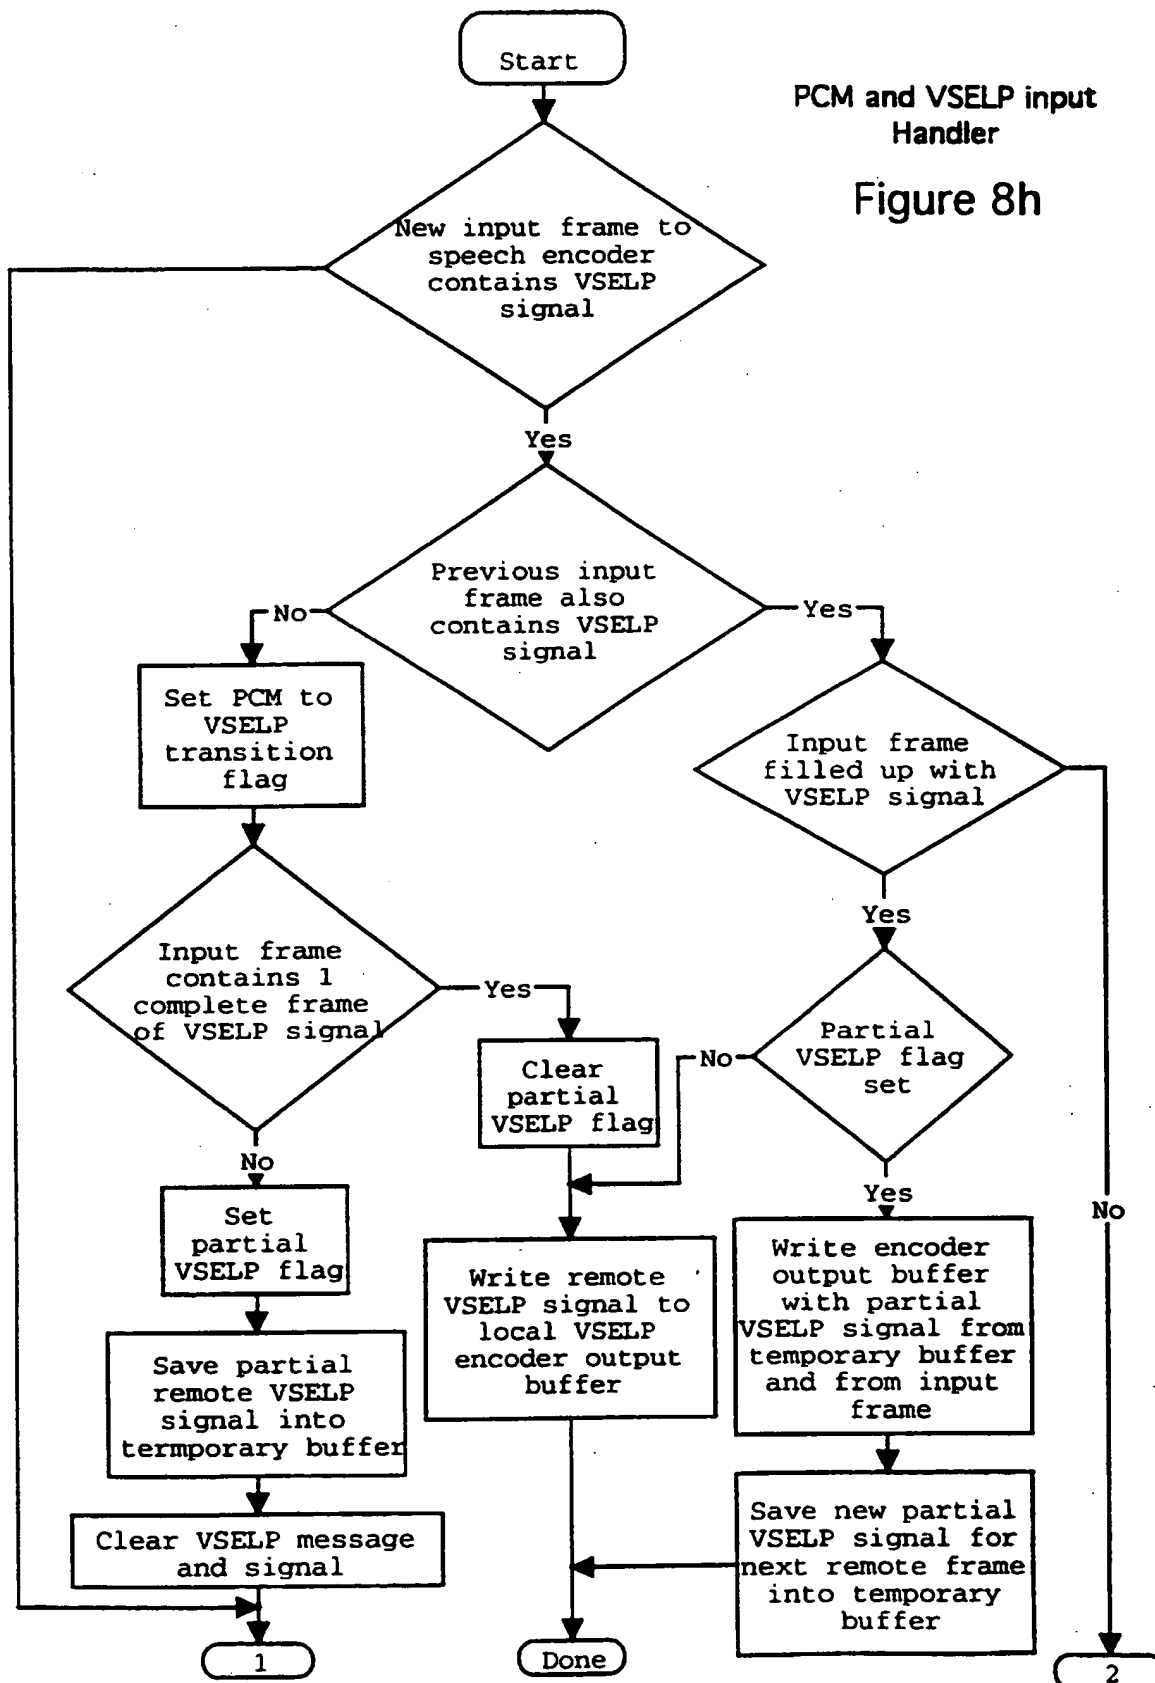 Start
PCM and VSELP input
Handler
Figure 8h
New input frame to
speech encoder
contains VSELP
signal
Yes
Previous input
frame also
contains VSELP
signal
No
Yes
Set PCM to
VSELP
transition
flag
Input frame
filled up with
VSELP signal
Yes
Input frame
contains 1
complete frame
of VSELP signal
Yes
Clear
partial
VSELP flag
No
Partial
VSELP flag
set
No
Yes
No
Set
partial
VSELP flag
Write remote
VSELP signal to
local VSELP
encoder output
buffer
Write encoder
output buffer
with partial
VSELP signal from
temporary buffer
and from input
frame
Save partial
remote VSELP
signal into
termporary buffer
Save new partial
VSELP signal for
next remote frame
into temporary
buffer
Clear VSELP message
and signal
1
Done
2